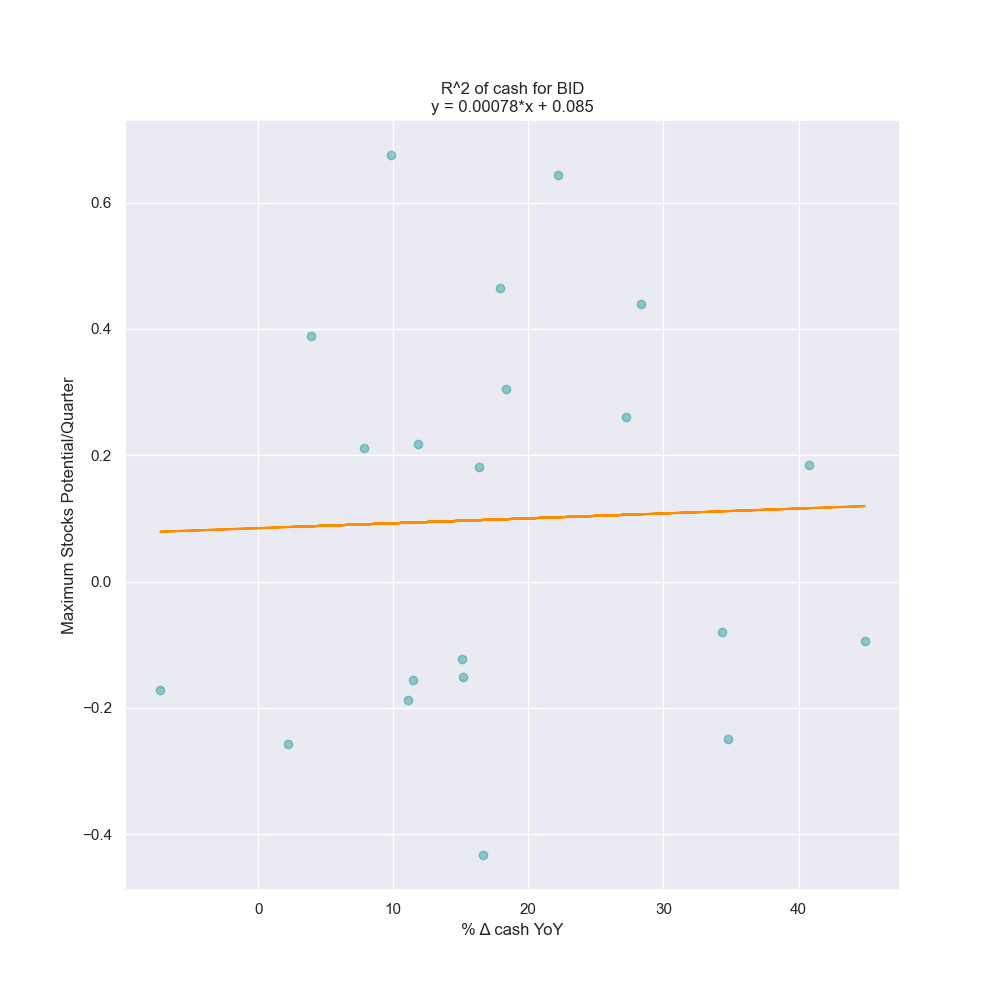 R^2 of cash for BID
y = 0.00078*x + 0.085
Maximum Stocks Potential/Quarter
0.6
0.4
0.2
0.0
−0.2
−0.4
0 10 20 30 40
% Δ cash YoY